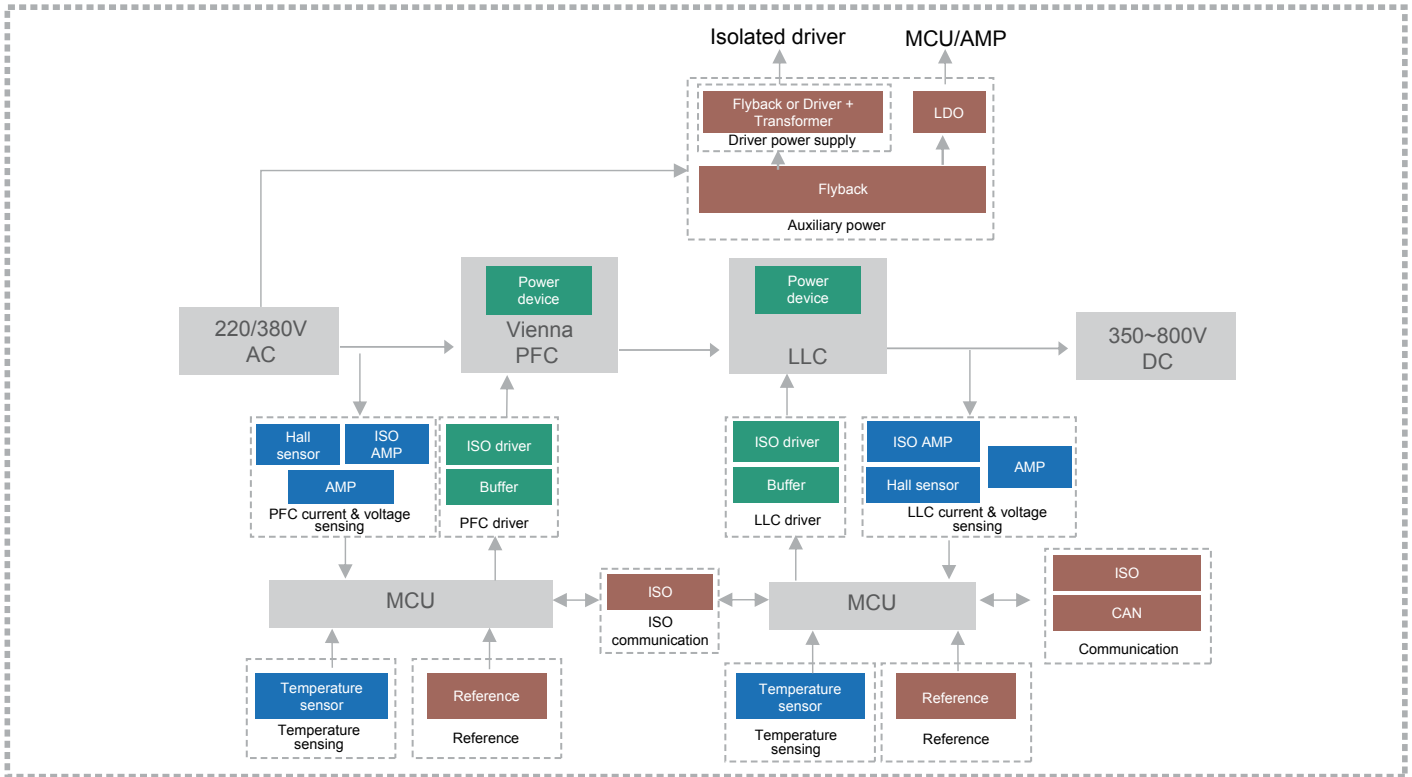 Isolated driver
MCU/AMP
Flyback or Driver +
Transformer
Driver power supply
LDO
Flyback
Auxiliary power
220/380V
AC
Power
device
Vienna
PFC
Power
device
LLC
350~800V
DC
Hall
sensor
ISO
AMP
AMP
PFC current & voltage
sensing
ISO driver
Buffer
PFC driver
ISO driver
Buffer
LLC driver
ISO AMP
Hall sensor
AMP
LLC current & voltage
sensing
MCU
ISO
ISO
communication
MCU
ISO
CAN
Communication
Temperature
sensor
Temperature
sensing
Reference
Reference
Temperature
sensor
Temperature
sensing
Reference
Reference